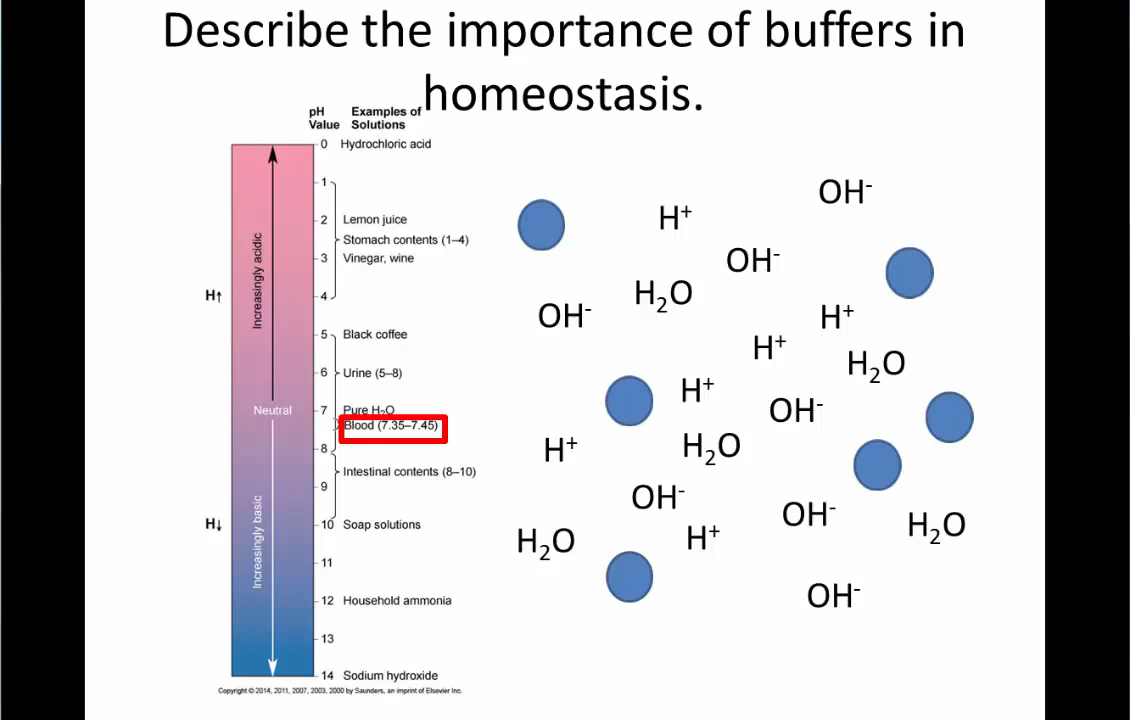 Describe the importance of buffers in
homeostasis.
pH
Value
Examples of
Solutions
0 Hydrochloric acid
1
2 Lemon juice
Stomach contents (1–4)
3 Vinegar, wine
4
5 Black coffee
6 Urine (5–8)
7 Pure H₂O
Blood (7.35–7.45)
8
Intestinal contents (8–10)
9
10 Soap solutions
11
12 Household ammonia
13
14 Sodium hydroxide
Increasingly acidic
Neutral
Increasingly basic
H↑
H↓
Copyright © 2014, 2011, 2007, 2003, 2000 by Saunders, an imprint of Elsevier Inc.
OH⁻
H⁺
OH⁻
H₂O
OH⁻
H⁺
H⁺
H₂O
H⁺
OH⁻
H⁺
H₂O
OH⁻
OH⁻
H₂O
H⁺
H₂O
OH⁻